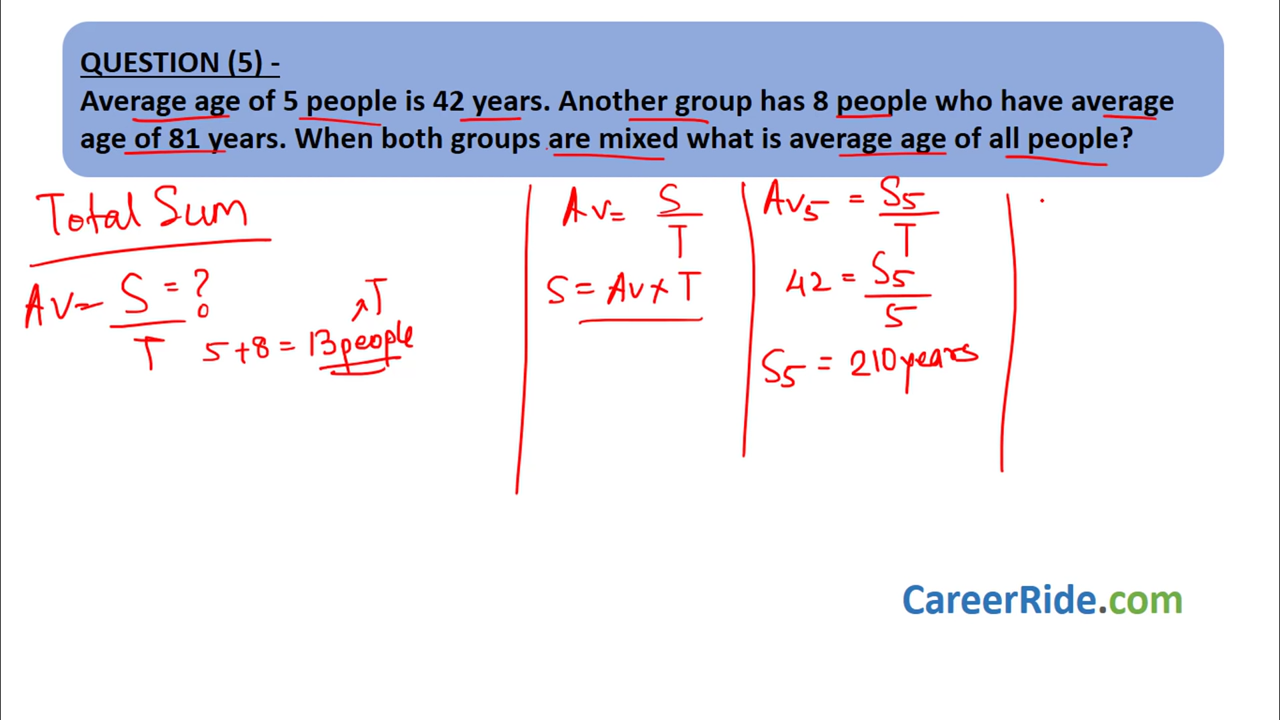 QUESTION (5) -
Average age of 5 people is 42 years. Another group has 8 people who have average
age of 81 years. When both groups are mixed what is average age of all people?
Total Sum
Av = S = ?
T
5 + 8 = 13 people
T
Av = S
T
S = Av × T
Av5 = S5
T
42 = S5
5
S5 = 210 years
CareerRide.com